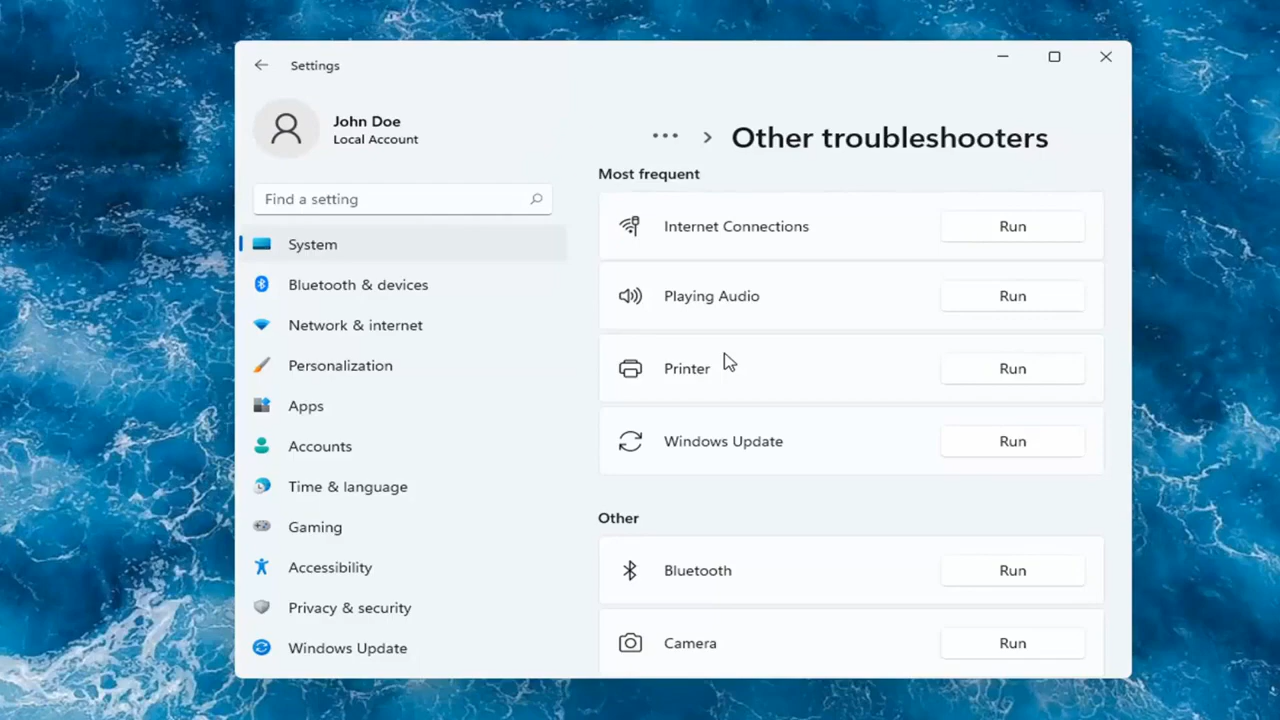 Settings
John Doe
Local Account
Find a setting
System
Bluetooth & devices
Network & internet
Personalization
Apps
Accounts
Time & language
Gaming
Accessibility
Privacy & security
Windows Update
Other troubleshooters
Most frequent
Internet Connections Run
Playing Audio Run
Printer Run
Windows Update Run
Other
Bluetooth Run
Camera Run